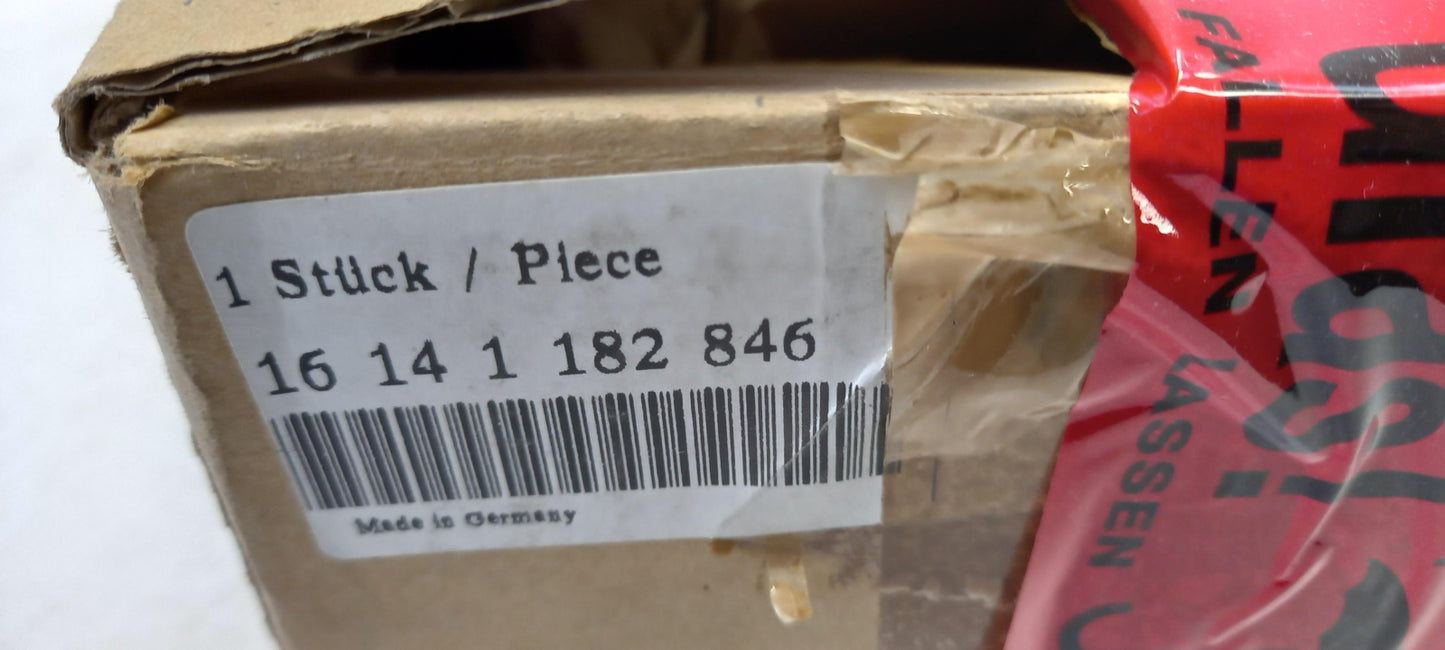 1 Stück / Piece
16 14 1 182 846
Made in Germany
FALLEN LASSEN